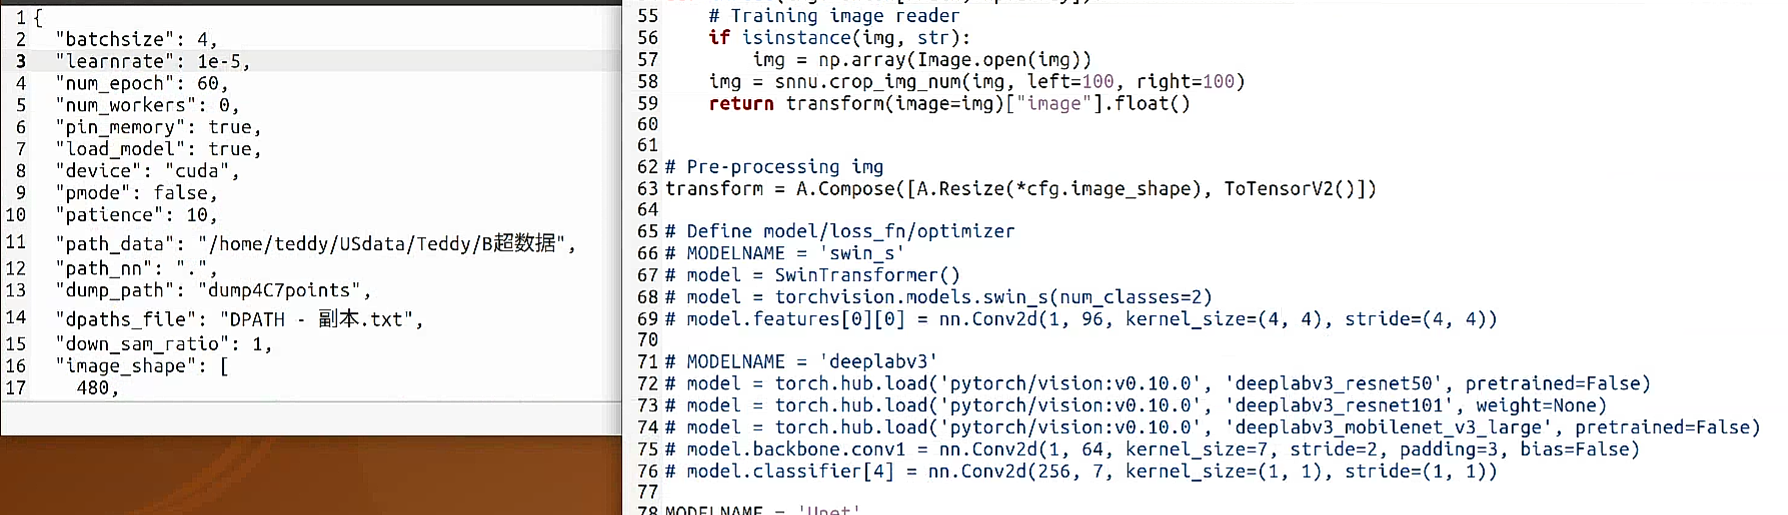 1 {
2 "batchsize": 4,
3 "learnrate": 1e-5,
4 "num_epoch": 60,
5 "num_workers": 0,
6 "pin_memory": true,
7 "load_model": true,
8 "device": "cuda",
9 "pmode": false,
10 "patience": 10,
11 "path_data": "/home/teddy/USdata/Teddy/B超数据",
12 "path_nn": ".",
13 "dump_path": "dump4C7points",
14 "dpaths_file": "DPATH - 副本.txt",
15 "down_sam_ratio": 1,
16 "image_shape": [
17 480,
55 # Training image reader
56 if isinstance(img, str):
57 img = np.array(Image.open(img))
58 img = snnu.crop_img_num(img, left=100, right=100)
59 return transform(image=img)["image"].float()
60
61
62 # Pre-processing img
63 transform = A.Compose([A.Resize(*cfg.image_shape), ToTensorV2()])
64
65 # Define model/loss_fn/optimizer
66 # MODELNAME = 'swin_s'
67 # model = SwinTransformer()
68 # model = torchvision.models.swin_s(num_classes=2)
69 # model.features[0][0] = nn.Conv2d(1, 96, kernel_size=(4, 4), stride=(4, 4))
70
71 # MODELNAME = 'deeplabv3'
72 # model = torch.hub.load('pytorch/vision:v0.10.0', 'deeplabv3_resnet50', pretrained=False)
73 # model = torch.hub.load('pytorch/vision:v0.10.0', 'deeplabv3_resnet101', weight=None)
74 # model = torch.hub.load('pytorch/vision:v0.10.0', 'deeplabv3_mobilenet_v3_large', pretrained=False)
75 # model.backbone.conv1 = nn.Conv2d(1, 64, kernel_size=7, stride=2, padding=3, bias=False)
76 # model.classifier[4] = nn.Conv2d(256, 7, kernel_size=(1, 1), stride=(1, 1))
77
78 MODELNAME = 'Unet'